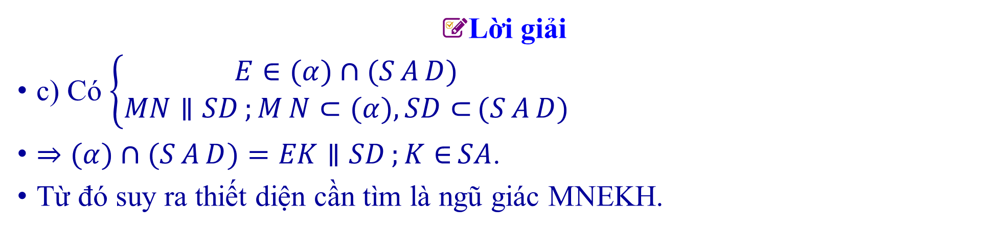 Lời giải
• c) Có { E ∈ (α) ∩ (S A D)
MN ∥ SD ; M N ⊂ (α), SD ⊂ (S A D)
• ⇒ (α) ∩ (S A D) = EK ∥ SD ; K ∈ SA.
• Từ đó suy ra thiết diện cần tìm là ngũ giác MNEKH.